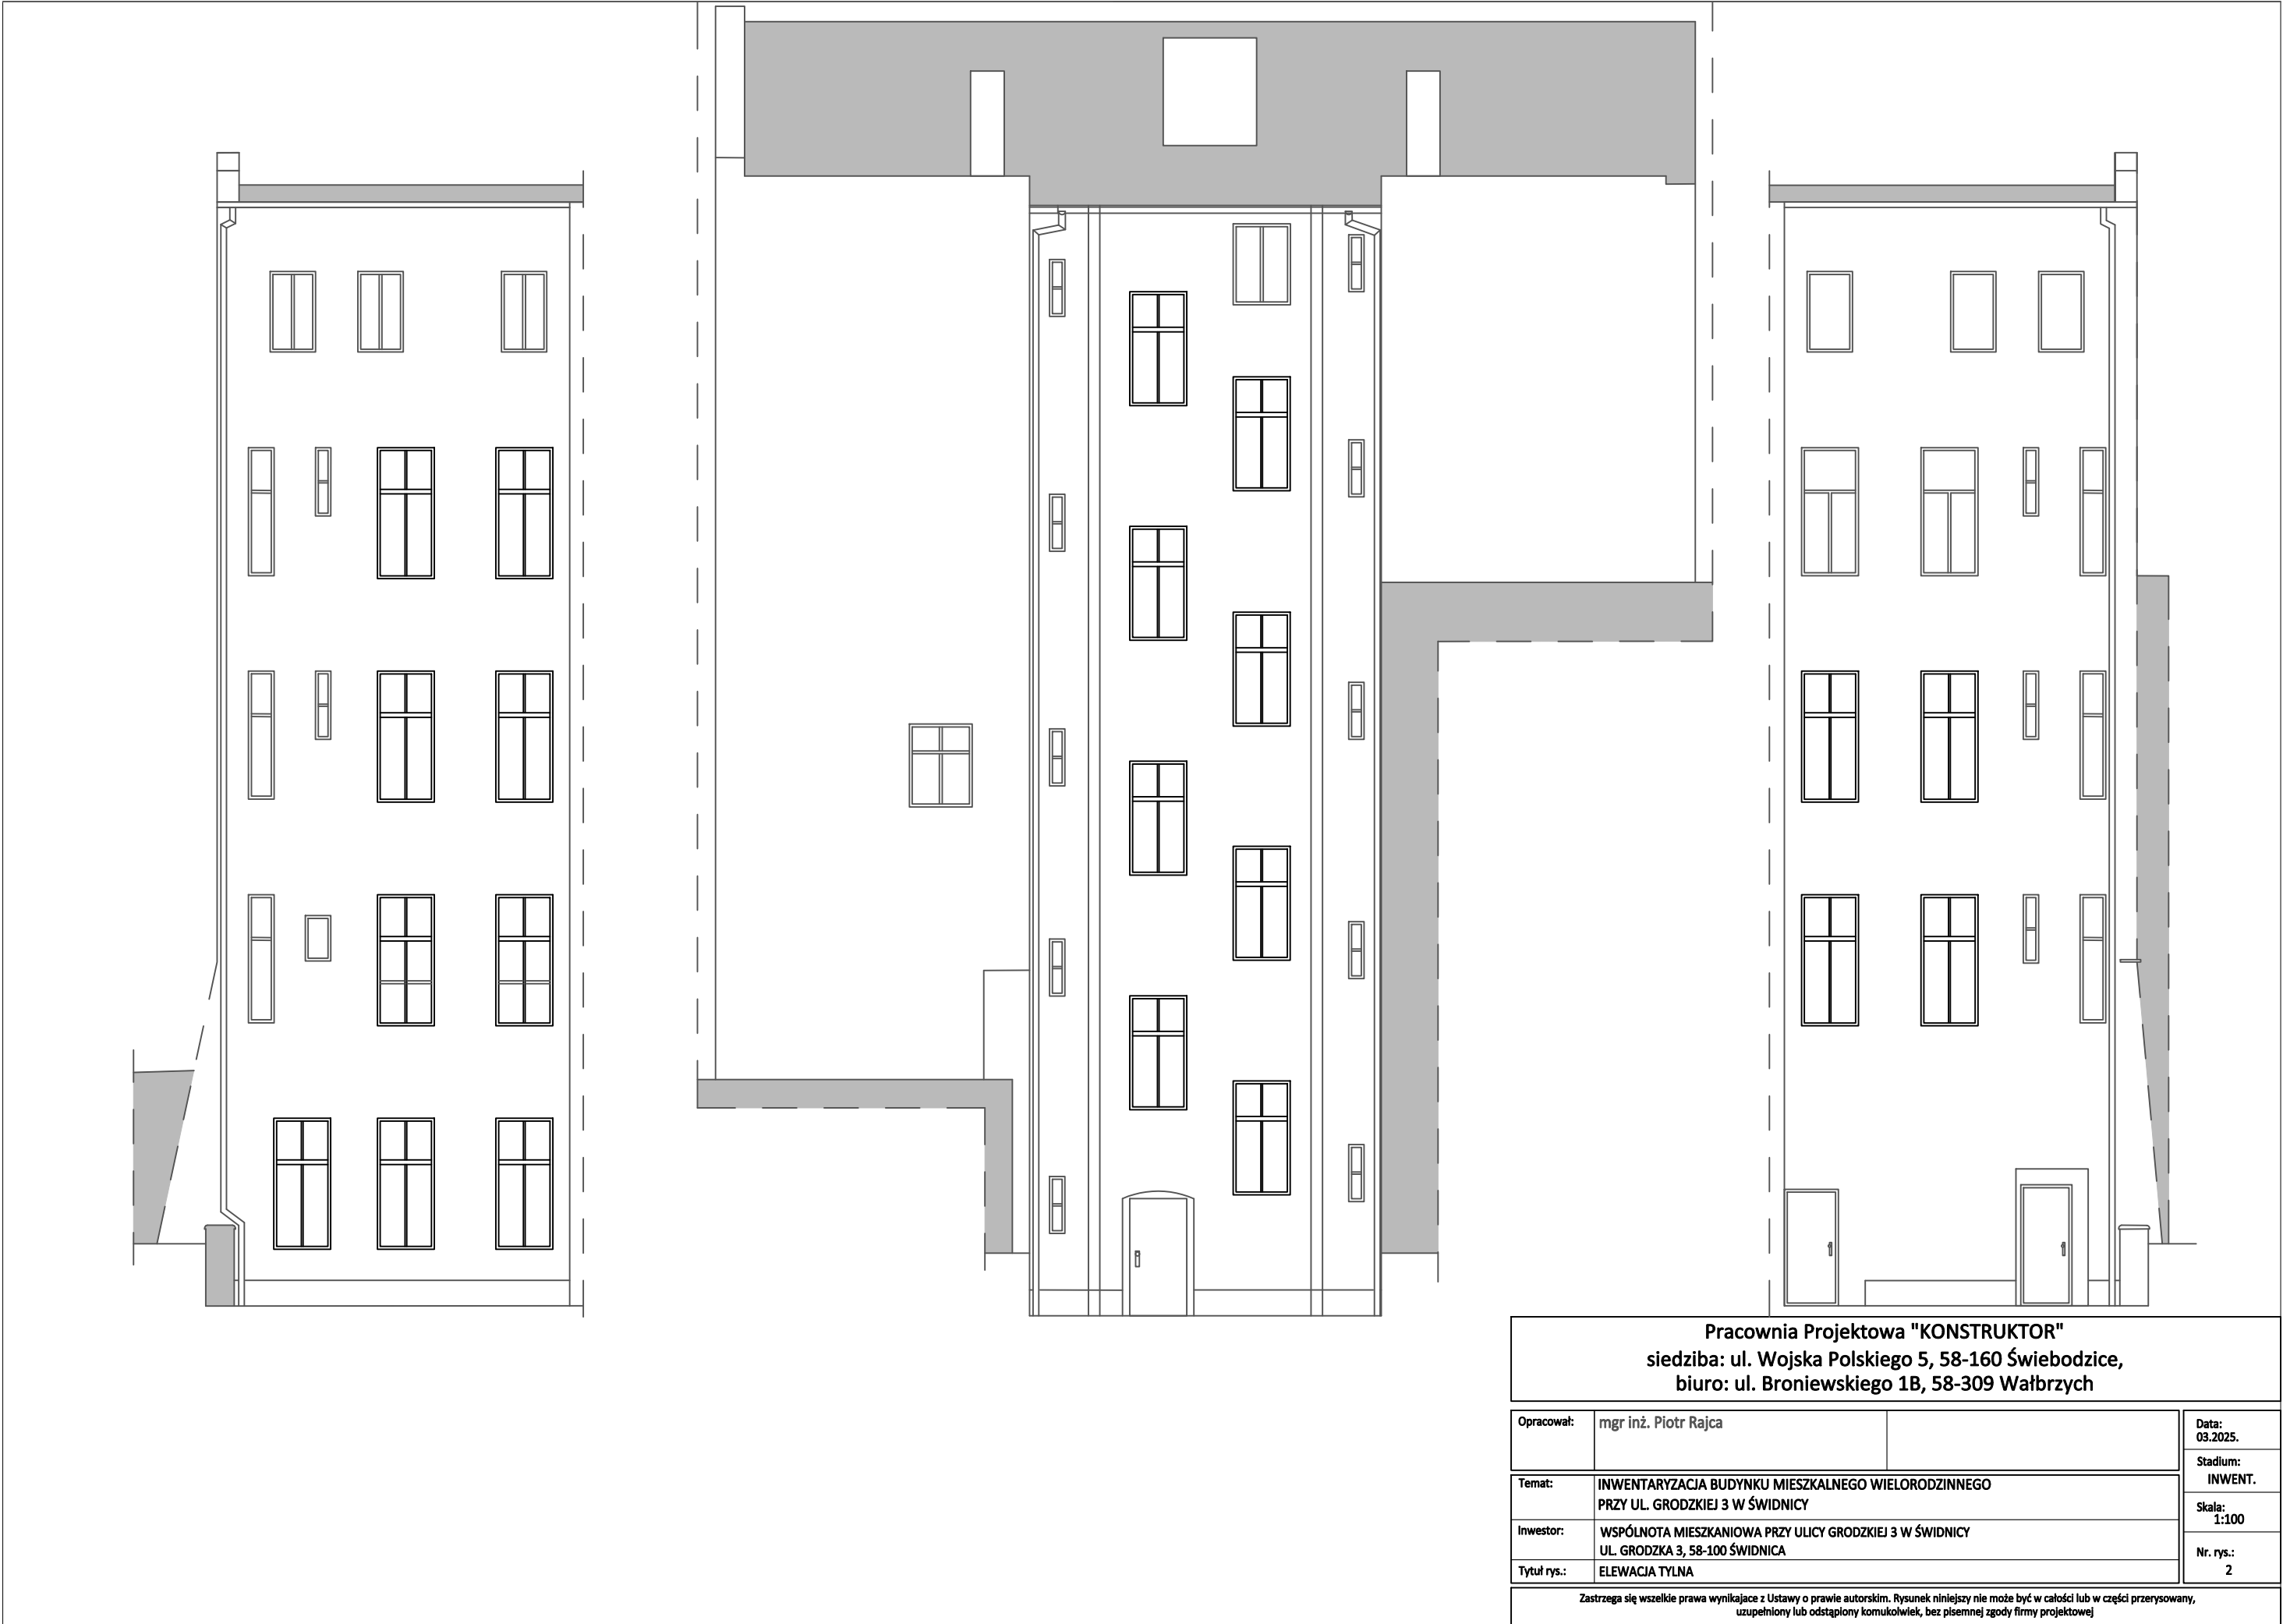 Pracownia Projektowa "KONSTRUKTOR"
siedziba: ul. Wojska Polskiego 5, 58-160 Świebodzice,
biuro: ul. Broniewskiego 1B, 58-309 Wałbrzych
Opracował: mgr inż. Piotr Rajca
Data:
03.2025.
Stadium:
INWENT.
Temat: INWENTARYZACJA BUDYNKU MIESZKALNEGO WIELORODZINNEGO
PRZY UL. GRODZKIEJ 3 W ŚWIDNICY
Skala:
1:100
Inwestor: WSPÓLNOTA MIESZKANIOWA PRZY ULICY GRODZKIEJ 3 W ŚWIDNICY
UL. GRODZKA 3, 58-100 ŚWIDNICA
Nr. rys.:
2
Tytuł rys.: ELEWACJA TYLNA
Zastrzega się wszelkie prawa wynikajace z Ustawy o prawie autorskim. Rysunek niniejszy nie może być w całości lub w części przerysowany,
uzupełniony lub odstąpiony komukolwiek, bez pisemnej zgody firmy projektowej